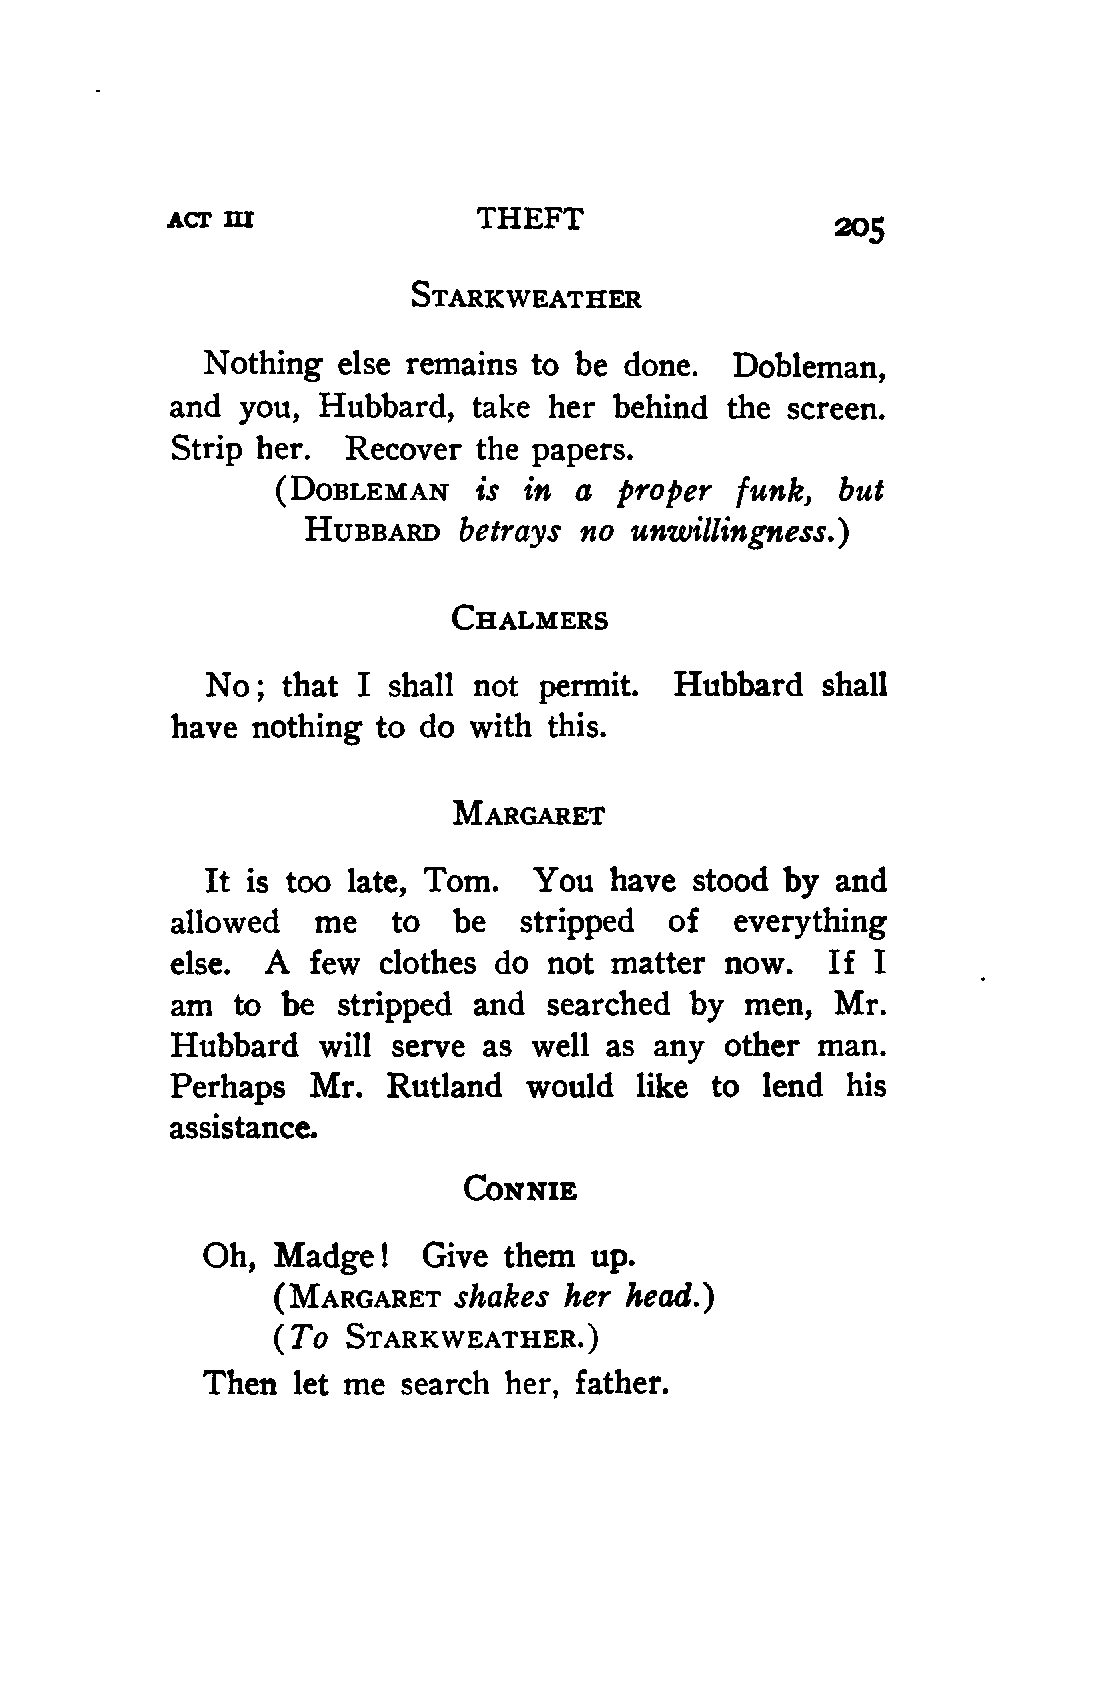 ACT III THEFT 205
STARKWEATHER
Nothing else remains to be done. Dobleman,
and you, Hubbard, take her behind the screen.
Strip her. Recover the papers.
(DOBLEMAN is in a proper funk, but
HUBBARD betrays no unwillingness.)
CHALMERS
No; that I shall not permit. Hubbard shall
have nothing to do with this.
MARGARET
It is too late, Tom. You have stood by and
allowed me to be stripped of everything
else. A few clothes do not matter now. If I
am to be stripped and searched by men, Mr.
Hubbard will serve as well as any other man.
Perhaps Mr. Rutland would like to lend his
assistance.
CONNIE
Oh, Madge! Give them up.
(MARGARET shakes her head.)
(To STARKWEATHER.)
Then let me search her, father.